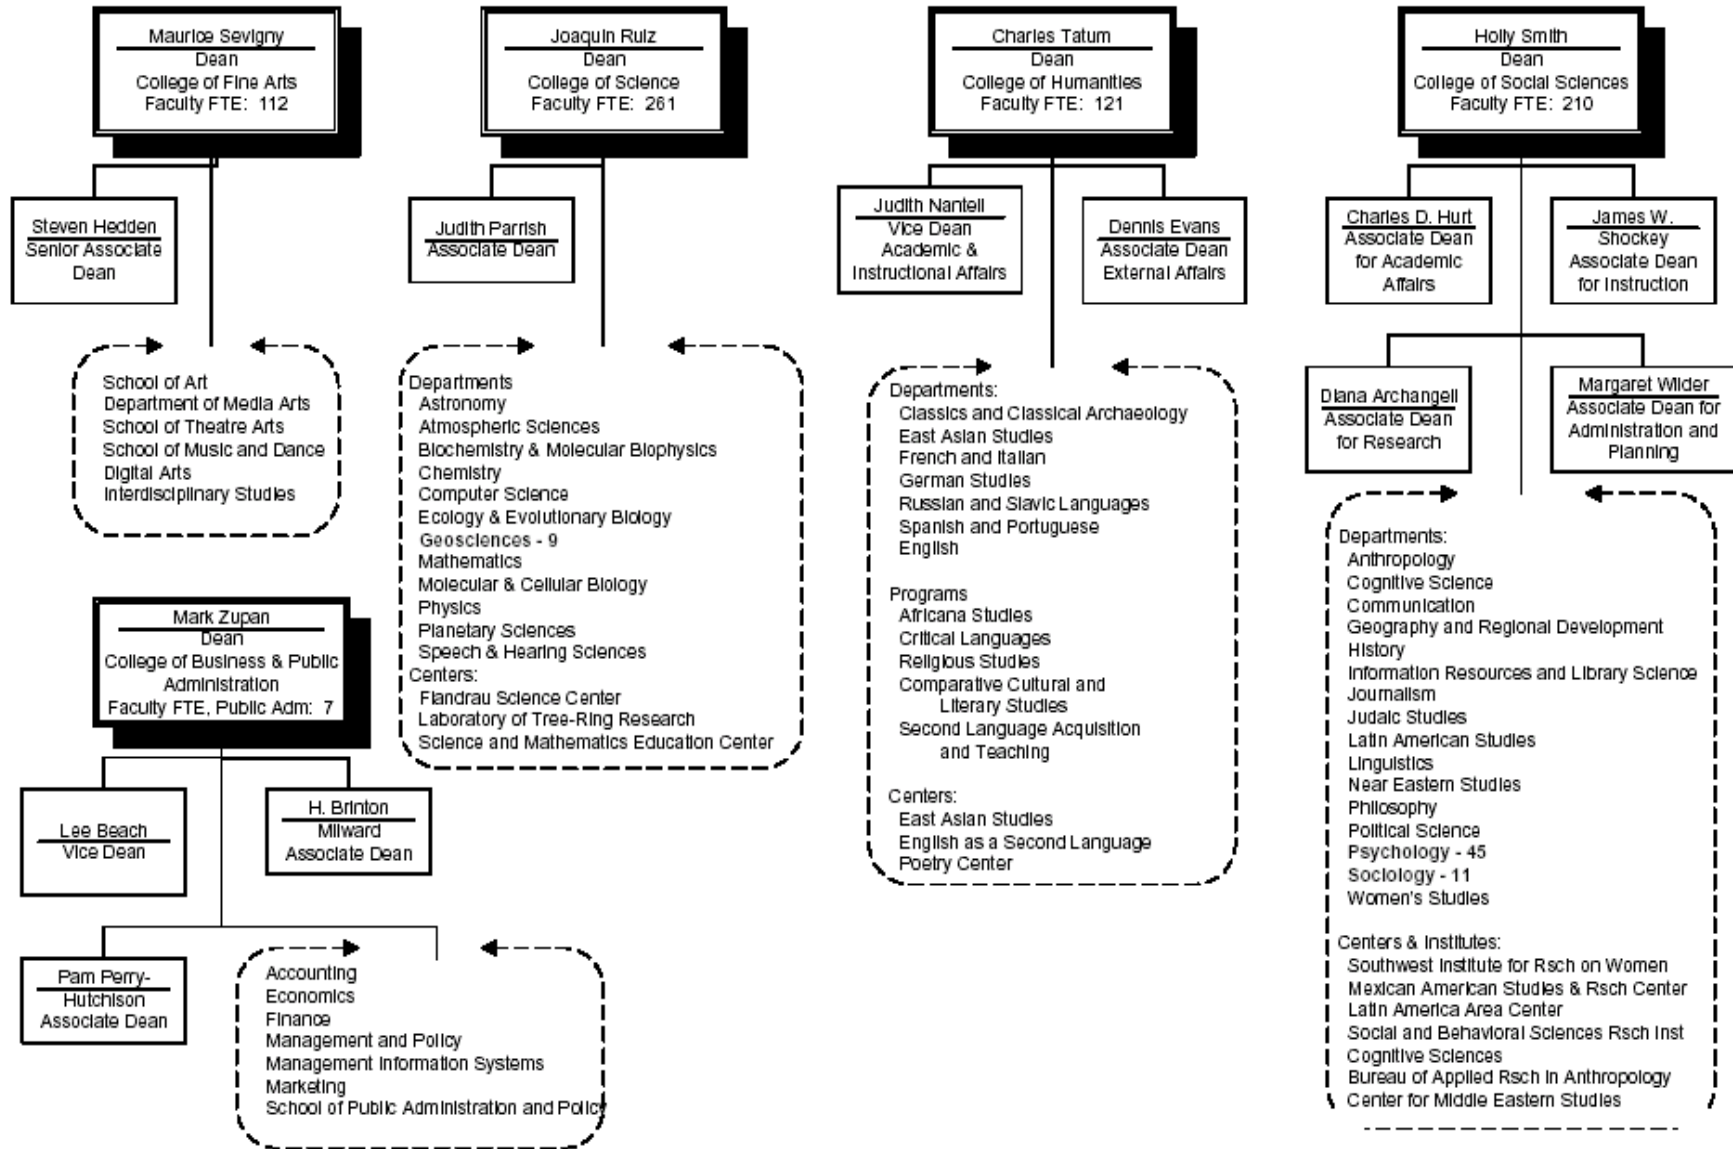 Maurice Sevigny
Dean
College of Fine Arts
Faculty FTE: 112
Steven Hedden
Senior Associate
Dean
School of Art
Department of Media Arts
School of Theatre Arts
School of Music and Dance
Digital Arts
Interdisciplinary Studies
Mark Zupan
Dean
College of Business & Public
Administration
Faculty FTE, Public Adm: 7
Lee Beach
Vice Dean
H. Brinton
Milward
Associate Dean
Pam Perry-
Hutchison
Associate Dean
Accounting
Economics
Finance
Management and Policy
Management Information Systems
Marketing
School of Public Administration and Policy
Joaquin Ruiz
Dean
College of Science
Faculty FTE: 261
Judith Parrish
Associate Dean
Departments
Astronomy
Atmospheric Sciences
Biochemistry & Molecular Biophysics
Chemistry
Computer Science
Ecology & Evolutionary Biology
Geosciences - 9
Mathematics
Molecular & Cellular Biology
Physics
Planetary Sciences
Speech & Hearing Sciences
Centers:
Flandrau Science Center
Laboratory of Tree-Ring Research
Science and Mathematics Education Center
Charles Tatum
Dean
College of Humanities
Faculty FTE: 121
Judith Nantell
Vice Dean
Academic &
Instructional Affairs
Dennis Evans
Associate Dean
External Affairs
Departments:
Classics and Classical Archaeology
East Asian Studies
French and Italian
German Studies
Russian and Slavic Languages
Spanish and Portuguese
English
Programs
Africana Studies
Critical Languages
Religious Studies
Comparative Cultural and
Literary Studies
Second Language Acquisition
and Teaching
Centers:
East Asian Studies
English as a Second Language
Poetry Center
Holly Smith
Dean
College of Social Sciences
Faculty FTE: 210
Charles D. Hurt
Associate Dean
for Academic
Affairs
James W.
Shockey
Associate Dean
for Instruction
Diana Archangeli
Associate Dean
for Research
Margaret Wilder
Associate Dean for
Administration and
Planning
Departments:
Anthropology
Cognitive Science
Communication
Geography and Regional Development
History
Information Resources and Library Science
Journalism
Judaic Studies
Latin American Studies
Linguistics
Near Eastern Studies
Philosophy
Political Science
Psychology - 45
Sociology - 11
Women's Studies
Centers & Institutes:
Southwest Institute for Rsch on Women
Mexican American Studies & Rsch Center
Latin America Area Center
Social and Behavioral Sciences Rsch Inst
Cognitive Sciences
Bureau of Applied Rsch in Anthropology
Center for Middle Eastern Studies